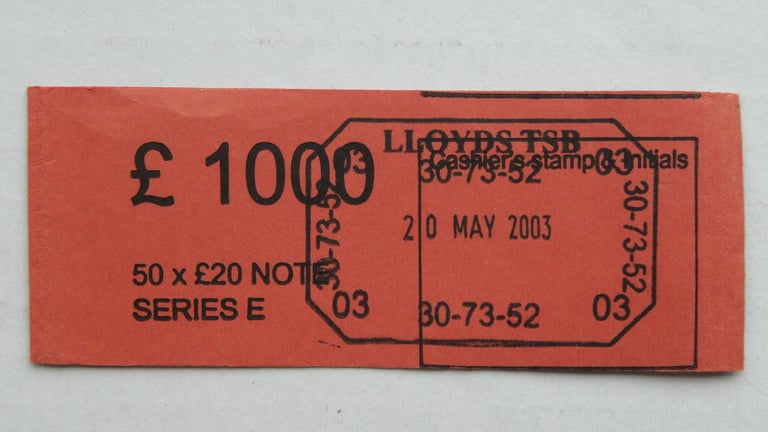 £ 1000
50 x £20 NOTE
SERIES E
Cashier's stamp & initials
LLOYDS TSB
03 30-73-52 03
30-73-52
20 MAY 2003
30-73-52
03 30-73-52 03